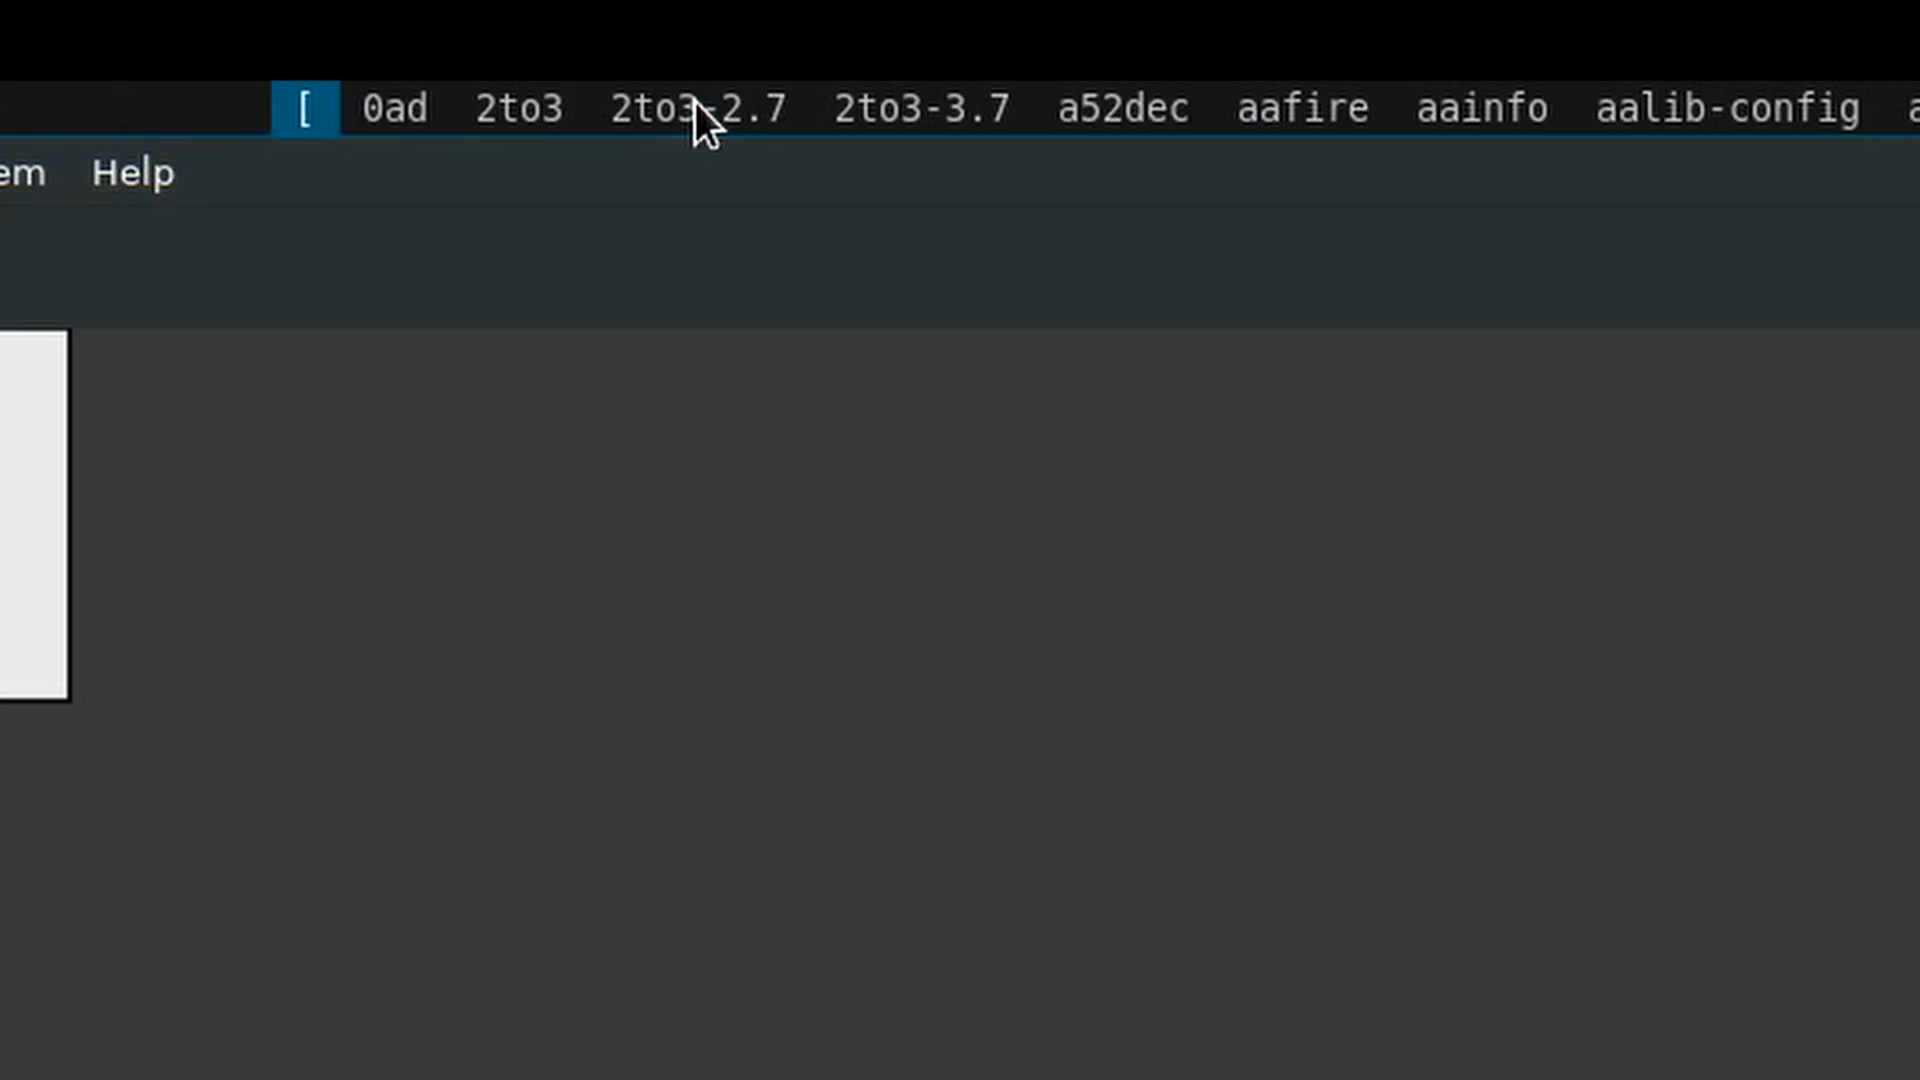 [ 0ad 2to3 2to3-2.7 2to3-3.7 a52dec aafire aainfo aalib-config a
em Help